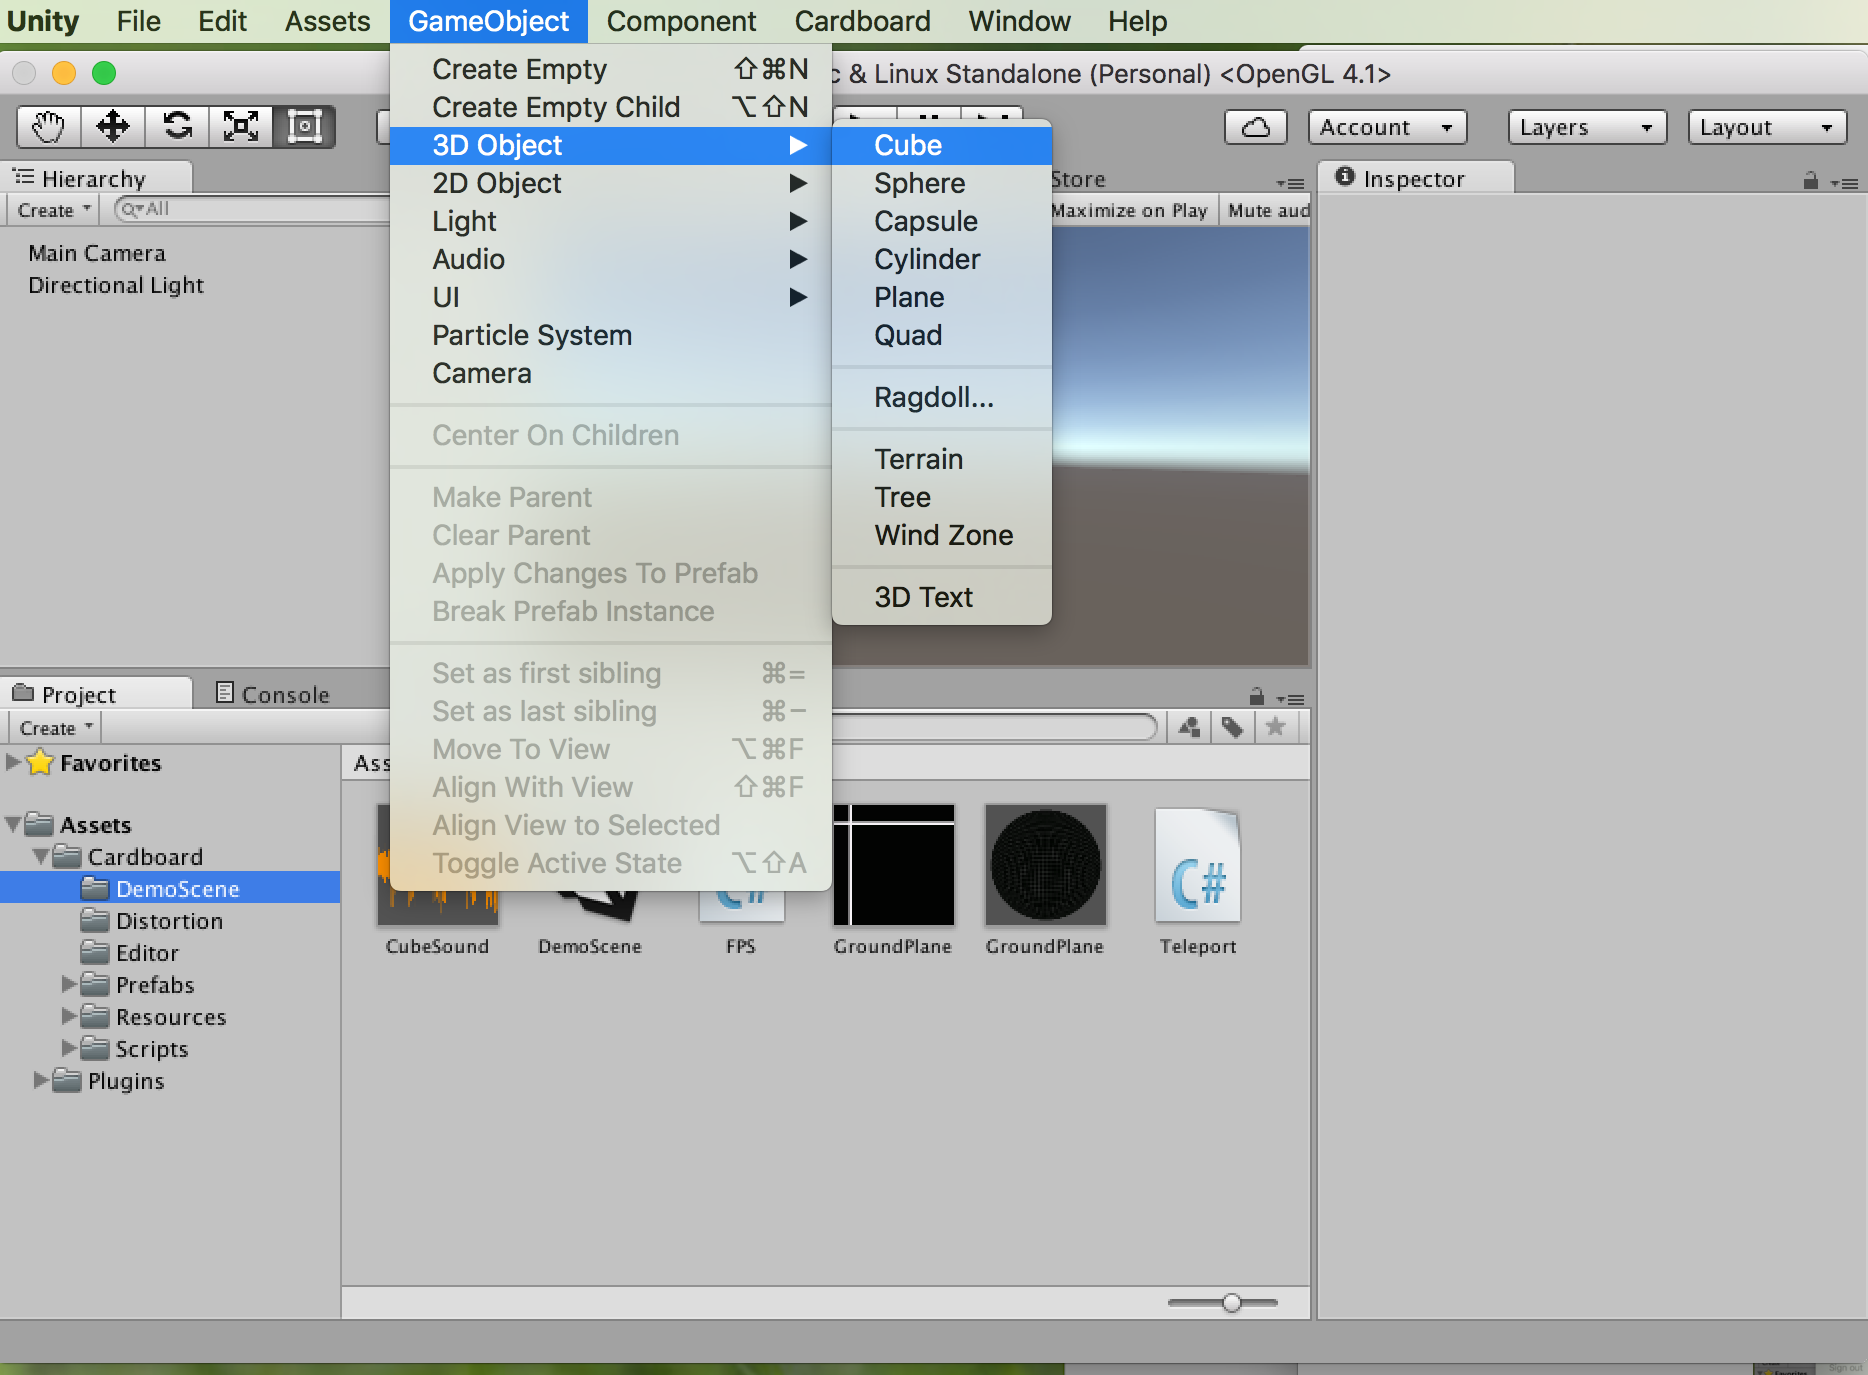 Unity File Edit Assets GameObject Component Cardboard Window Help
c & Linux Standalone (Personal) <OpenGL 4.1>
Create Empty ⇧⌘N
Create Empty Child ⌥⇧N
3D Object
2D Object
Light
Audio
UI
Particle System
Camera
Center On Children
Make Parent
Clear Parent
Apply Changes To Prefab
Break Prefab Instance
Set as first sibling ⌘=
Set as last sibling ⌘−
Move To View ⌥⌘F
Align With View ⇧⌘F
Align View to Selected
Toggle Active State ⌥⇧A
Cube
Sphere
Capsule
Cylinder
Plane
Quad
Ragdoll...
Terrain
Tree
Wind Zone
3D Text
Account Layers Layout
Hierarchy
Create All
Main Camera
Directional Light
Store
Maximize on Play Mute aud
Inspector
Project Console
Create
Favorites
Assets
Cardboard
DemoScene
Distortion
Editor
Prefabs
Resources
Scripts
Plugins
Ass
C# C#
CubeSound DemoScene FPS GroundPlane GroundPlane Teleport
Favorites
Sign out